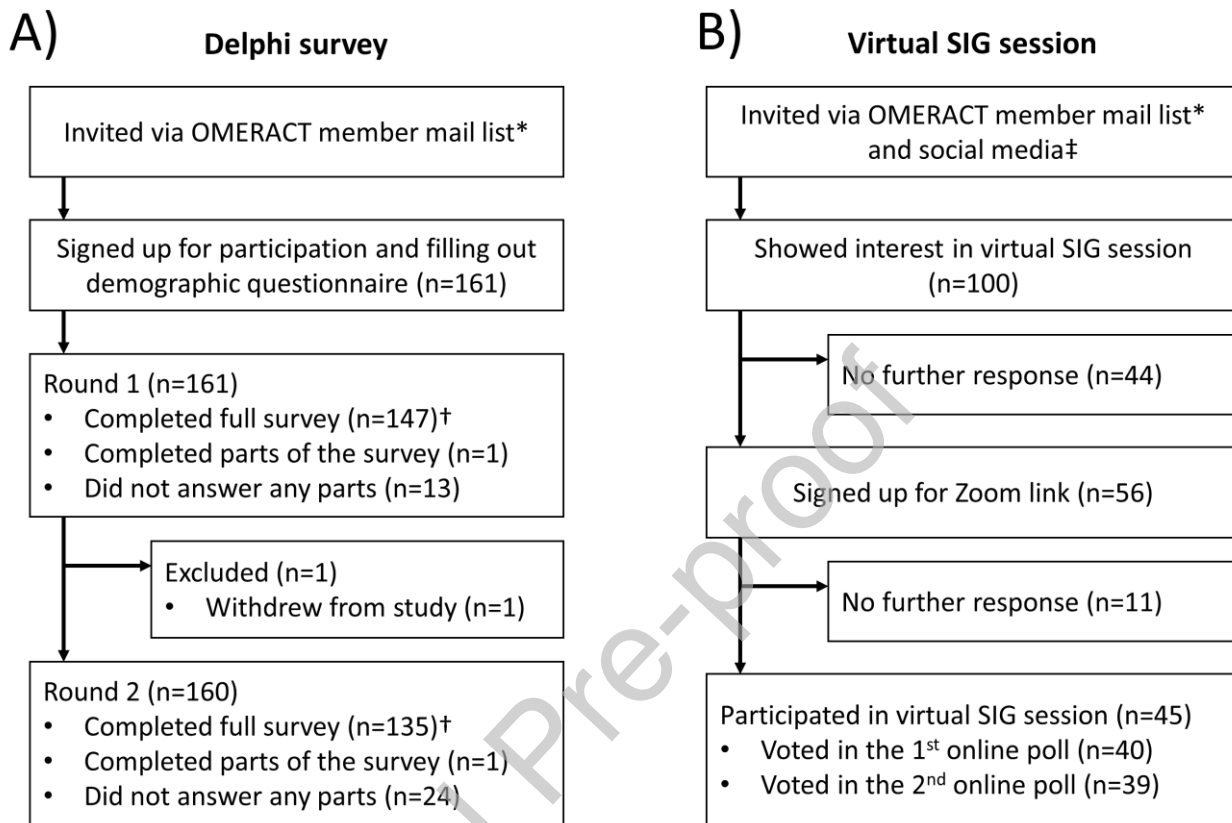 A)
Delphi survey
Invited via OMERACT member mail list*
Signed up for participation and filling out
demographic questionnaire (n=161)
Round 1 (n=161)
• Completed full survey (n=147)†
• Completed parts of the survey (n=1)
• Did not answer any parts (n=13)
Excluded (n=1)
• Withdrew from study (n=1)
Round 2 (n=160)
• Completed full survey (n=135)†
• Completed parts of the survey (n=1)
• Did not answer any parts (n=24)
B)
Virtual SIG session
Invited via OMERACT member mail list*
and social media‡
Showed interest in virtual SIG session
(n=100)
No further response (n=44)
Signed up for Zoom link (n=56)
No further response (n=11)
Participated in virtual SIG session (n=45)
• Voted in the 1st online poll (n=40)
• Voted in the 2nd online poll (n=39)
Pre-proof